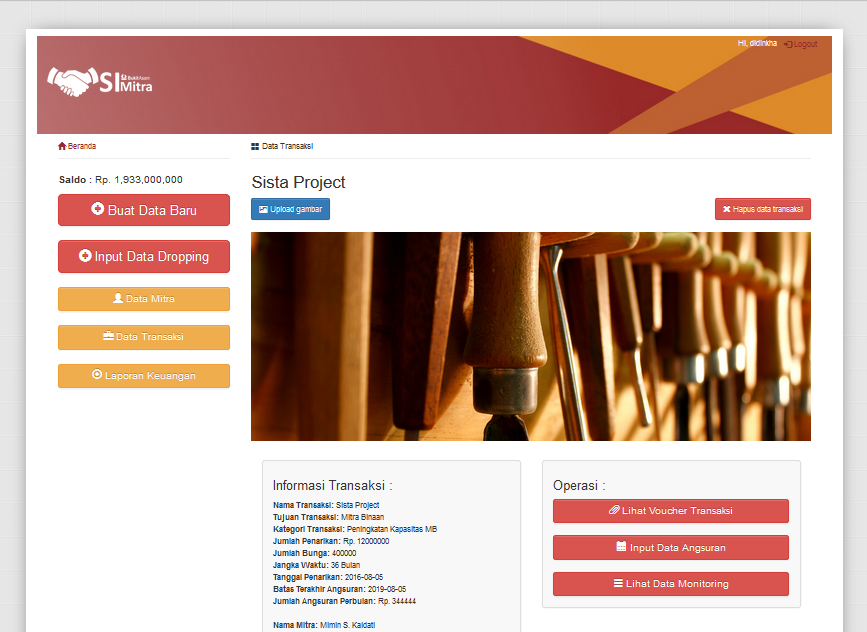 Hi, didinkha Logout
SI BukitAsam
Mitra
Beranda
Data Transaksi
Saldo : Rp. 1,933,000,000
Buat Data Baru
Input Data Dropping
Data Mitra
Data Transaksi
Laporan Keuangan
Sista Project
Upload gambar
Hapus data transaksi
Informasi Transaksi :
Nama Transaksi: Sista Project
Tujuan Transaksi: Mitra Binaan
Kategori Transaksi: Peningkatan Kapasitas MB
Jumlah Penarikan: Rp. 12000000
Jumlah Bunga: 400000
Jangka Waktu: 36 Bulan
Tanggal Penarikan: 2016-08-05
Batas Terakhir Angsuran: 2019-08-05
Jumlah Angsuran Perbulan: Rp. 344444
Nama Mitra: Mimin S. Kaidati
Operasi :
Lihat Voucher Transaksi
Input Data Angsuran
Lihat Data Monitoring